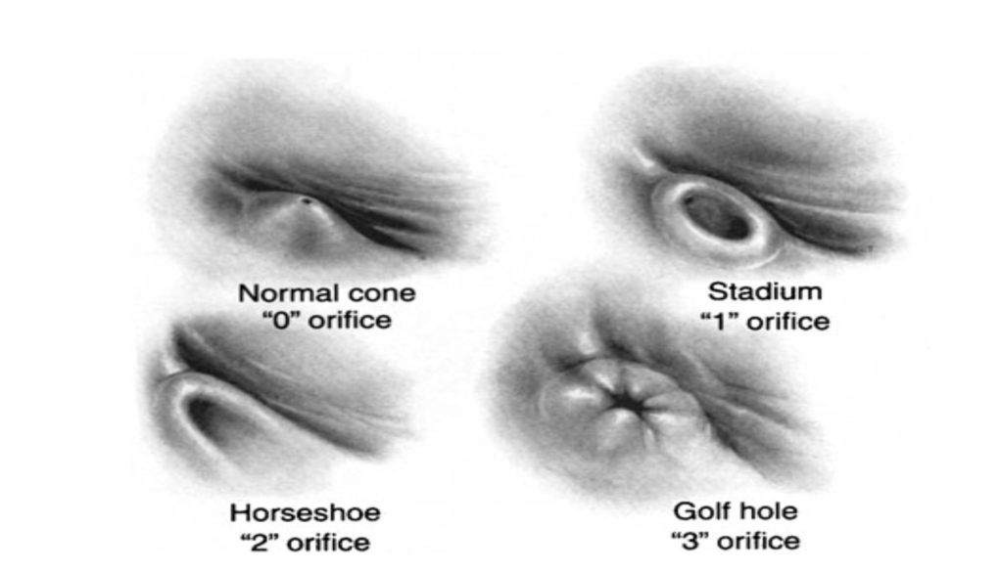 Normal cone
“0” orifice
Stadium
“1” orifice
Horseshoe
“2” orifice
Golf hole
“3” orifice